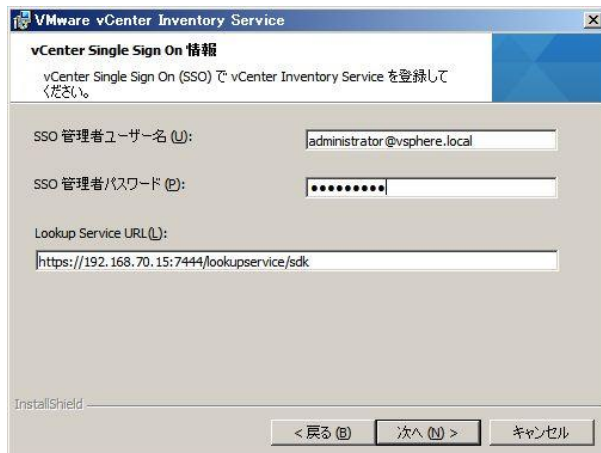 VMware vCenter Inventory Service
vCenter Single Sign On 情報
vCenter Single Sign On (SSO) で vCenter Inventory Service を登録して
ください。
SSO 管理者ユーザー名 (U):
administrator@vsphere.local
SSO 管理者パスワード (P):
●●●●●●●●●
Lookup Service URL(L):
https://192.168.70.15:7444/lookupservice/sdk
InstallShield
< 戻る (B)
次へ (N) >
キャンセル